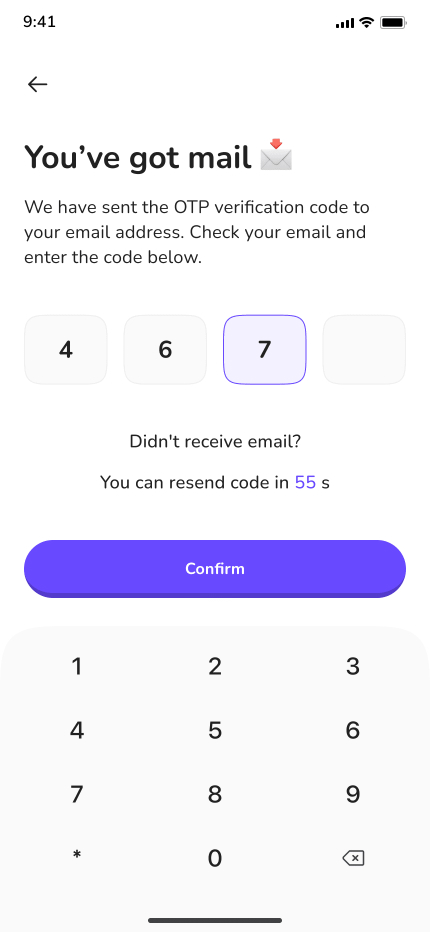 9:41
You’ve got mail 📩
We have sent the OTP verification code to
your email address. Check your email and
enter the code below.
4 6 7
Didn't receive email?
You can resend code in 55 s
Confirm
1 2 3
4 5 6
7 8 9
* 0